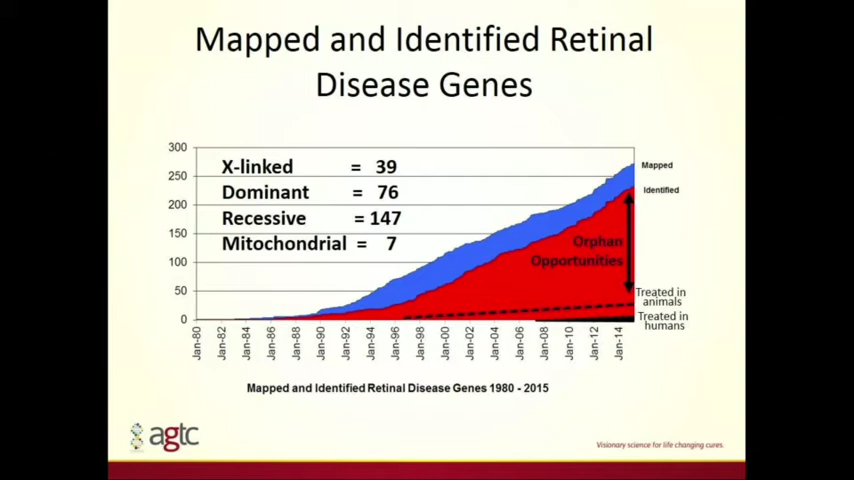 Mapped and Identified Retinal
Disease Genes
300
250
200
150
100
50
0
X-linked = 39
Dominant = 76
Recessive = 147
Mitochondrial = 7
Mapped
Identified
Orphan
Opportunities
Treated in
animals
Treated in
humans
Jan-80
Jan-82
Jan-84
Jan-86
Jan-88
Jan-90
Jan-92
Jan-94
Jan-96
Jan-98
Jan-00
Jan-02
Jan-04
Jan-06
Jan-08
Jan-10
Jan-12
Jan-14
Mapped and Identified Retinal Disease Genes 1980 - 2015
agtc
Visionary science for life changing cures.